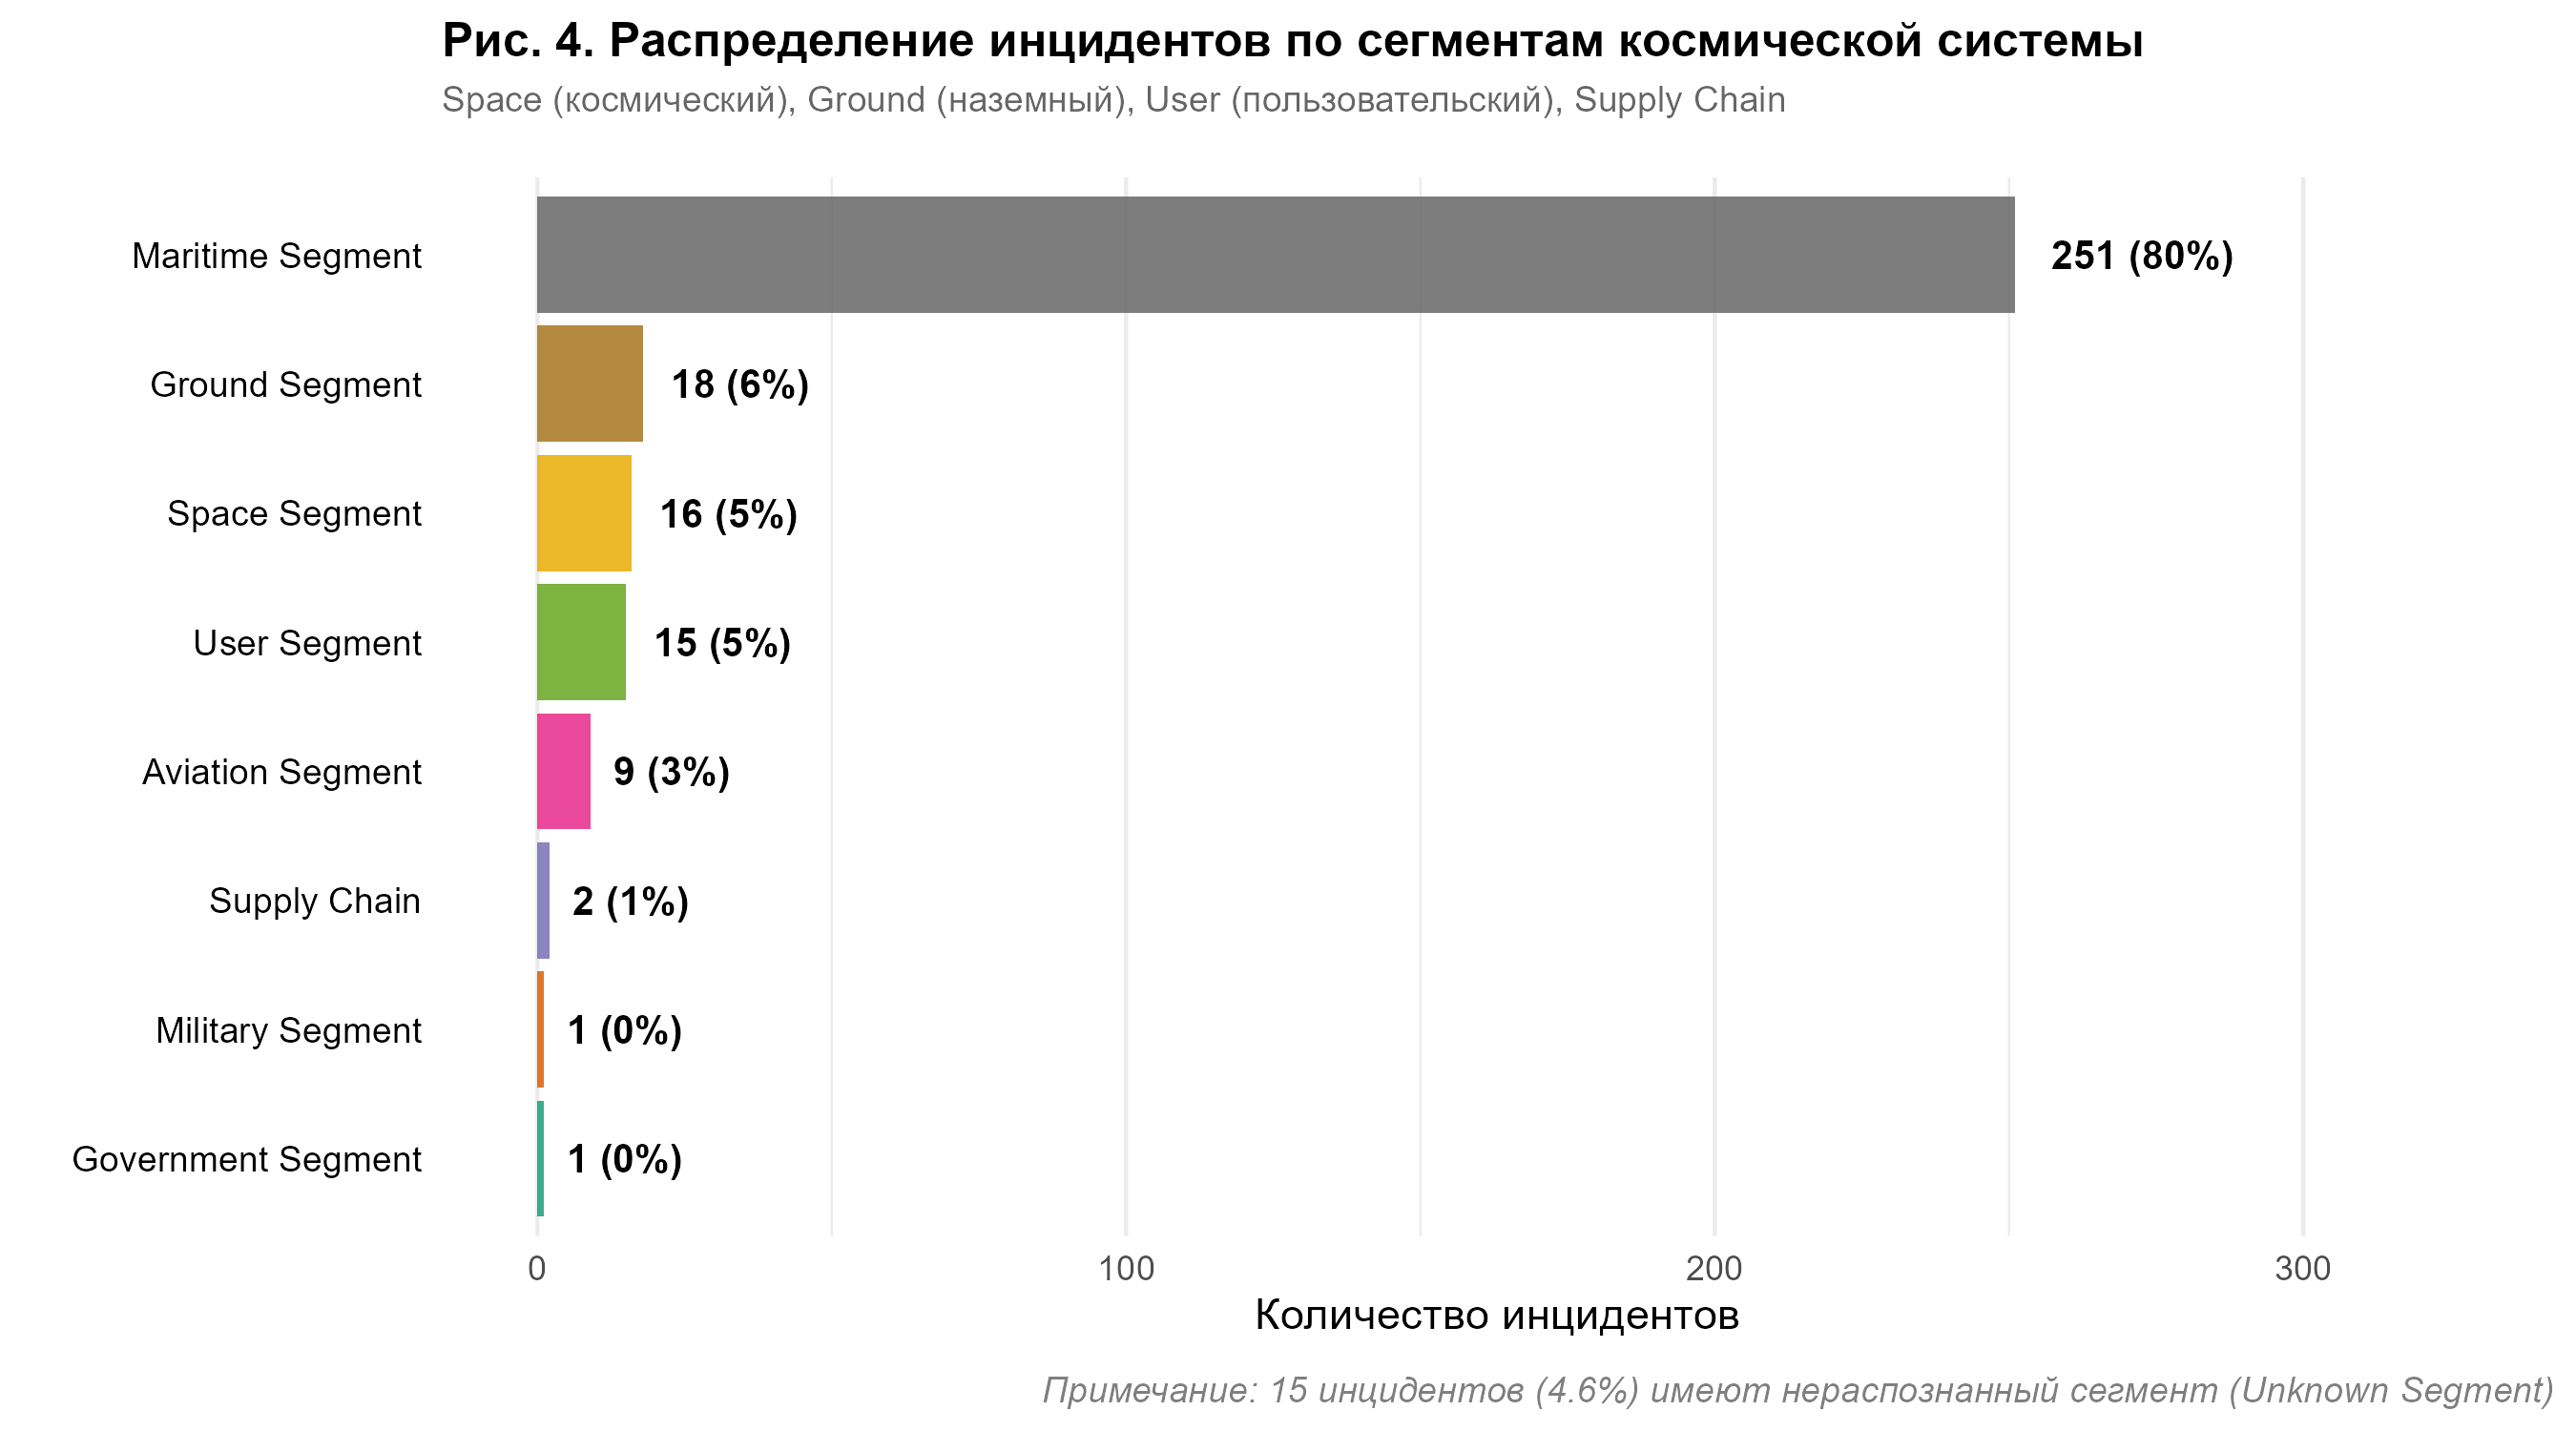 Рис. 4. Распределение инцидентов по сегментам космической системы
Space (космический), Ground (наземный), User (пользовательский), Supply Chain
Maritime Segment 251 (80%)
Ground Segment 18 (6%)
Space Segment 16 (5%)
User Segment 15 (5%)
Aviation Segment 9 (3%)
Supply Chain 2 (1%)
Military Segment 1 (0%)
Government Segment 1 (0%)
0 100 200 300
Количество инцидентов
Примечание: 15 инцидентов (4.6%) имеют нераспознанный сегмент (Unknown Segment)